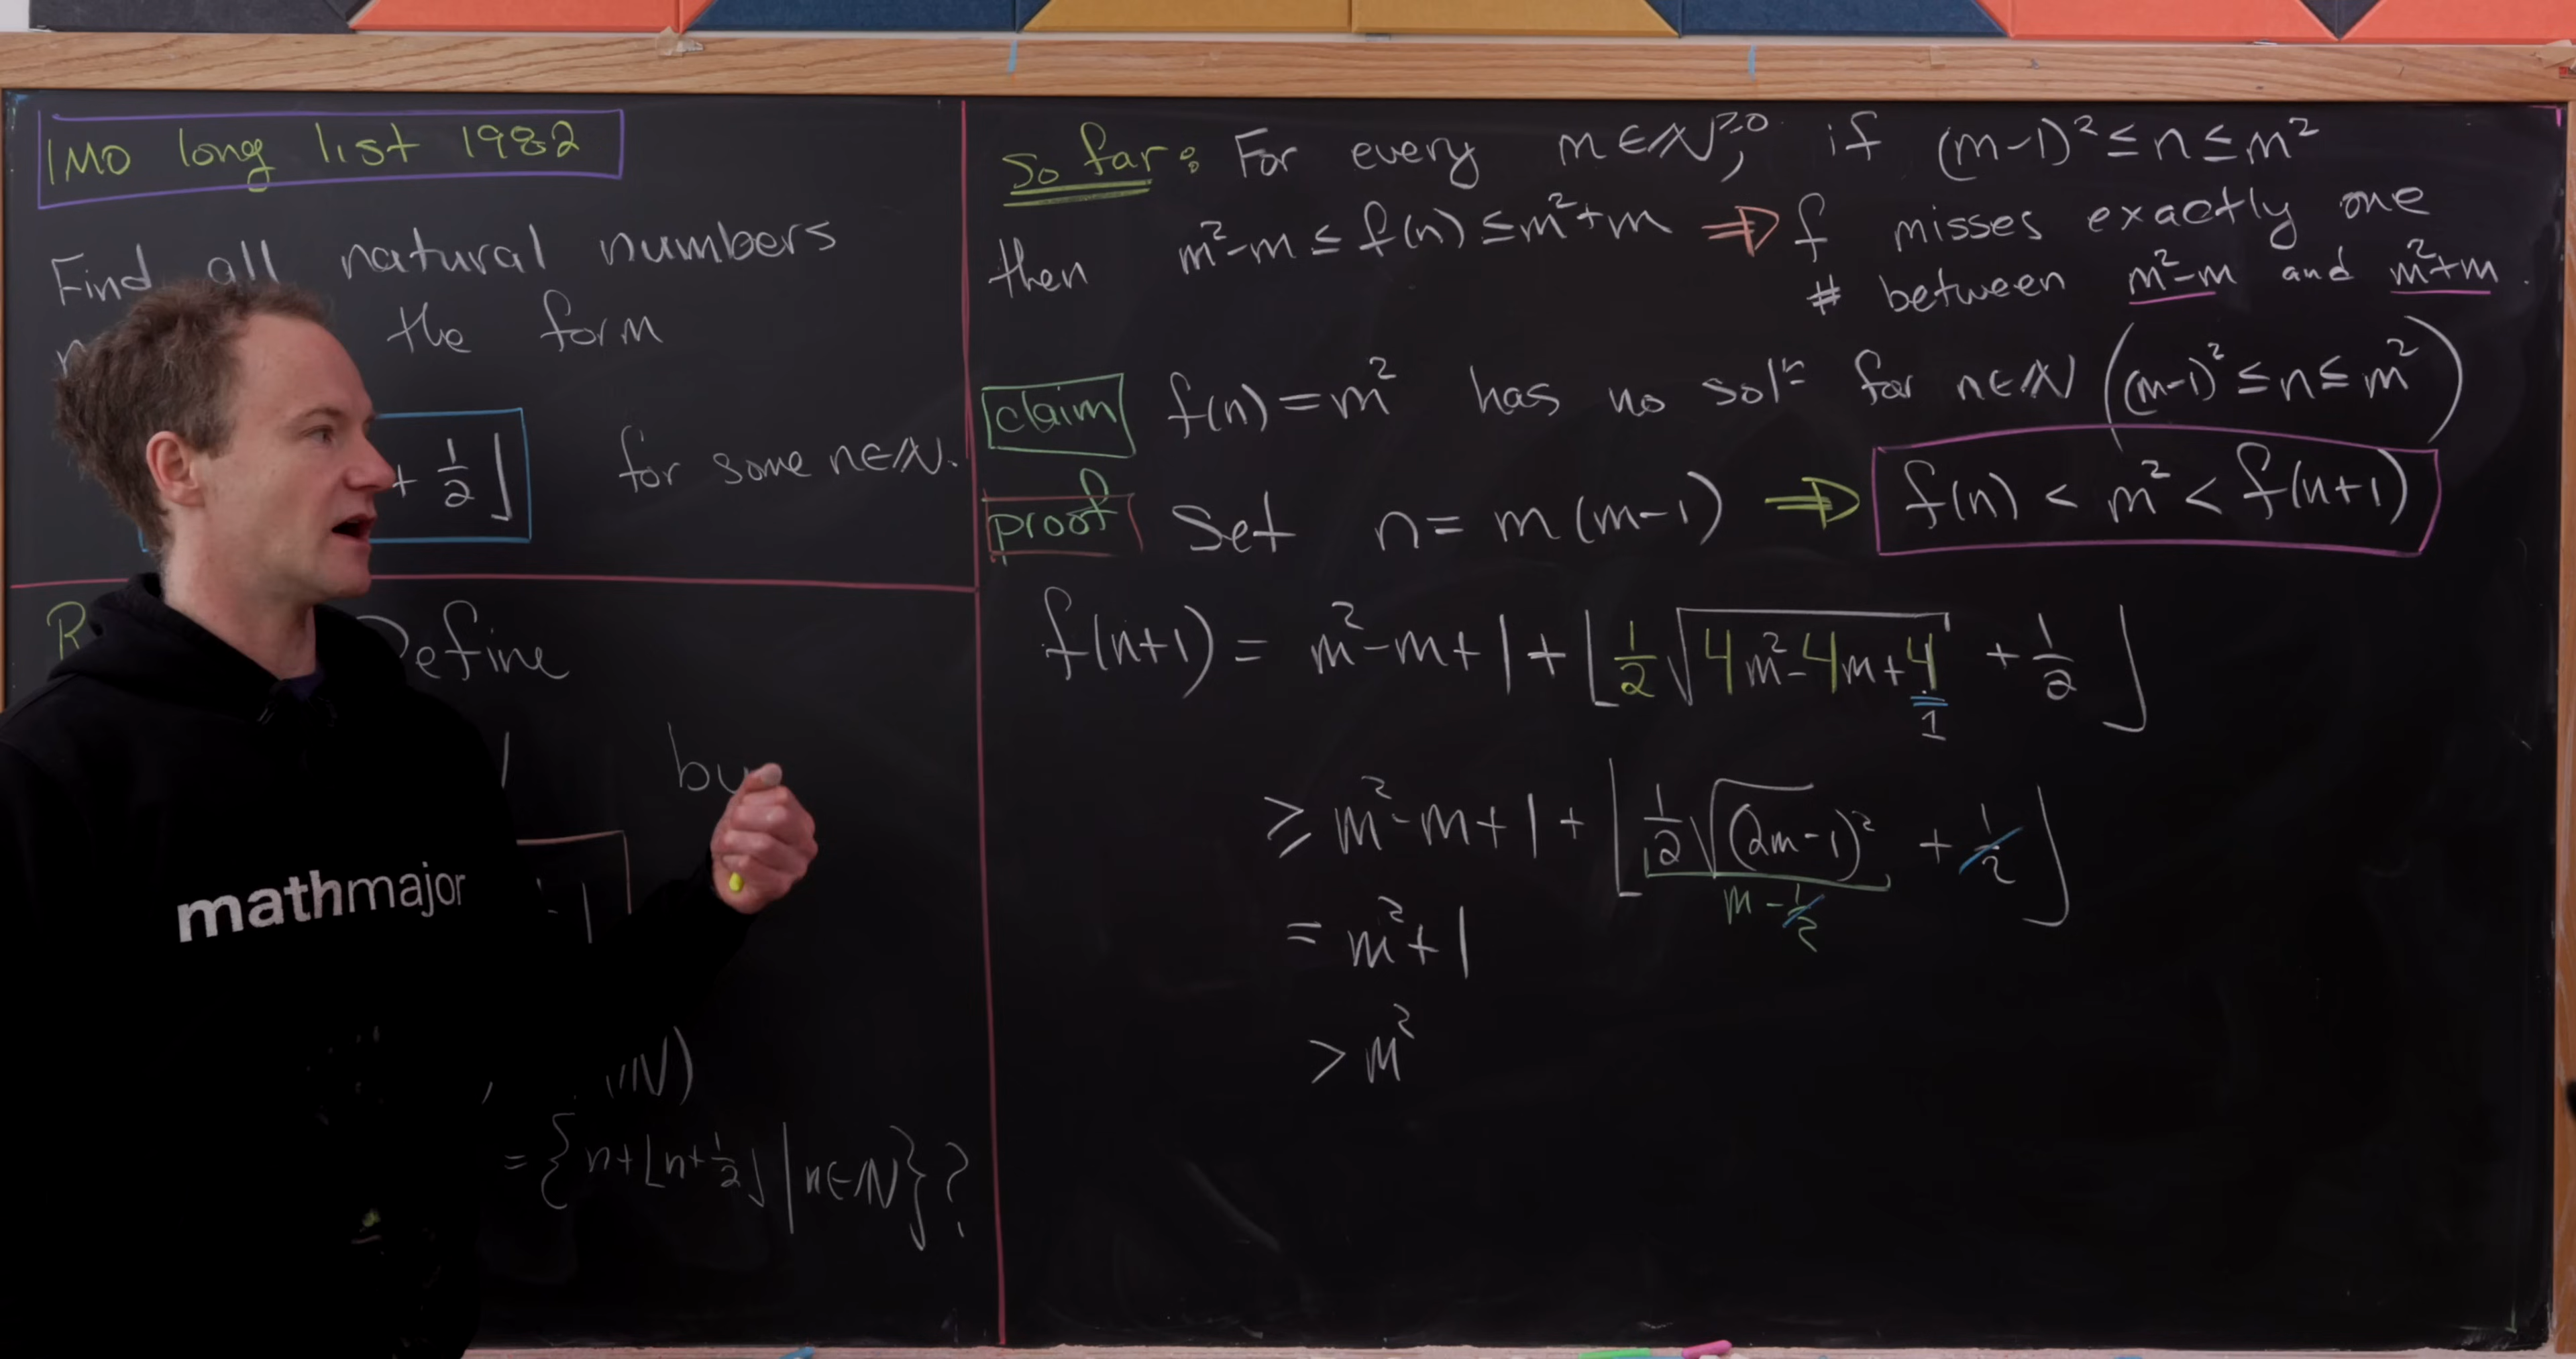 IMO long list 1982
Find all natural numbers
the form
+ 1/2 ⌋ for some n∈ℕ.
R Define
by
-1
ℕ)
= { n+⌊n+1/2⌋ | n∈ℕ } ?
mathmajor
So far: For every m∈ℕ^≥0, if (m-1)² ≤ n ≤ m²
then m²-m ≤ f(n) ≤ m²+m ⇒ f misses exactly one
# between m²-m and m²+m.
claim f(n) = m² has no solⁿ for n∈ℕ ((m-1)² ≤ n ≤ m²)
proof Set n = m(m-1) ⇒ f(n) < m² < f(n+1)
f(n+1) = m²-m+1 + ⌊ 1/2 √(4m²-4m+4) + 1/2 ⌋
1
≥ m²-m+1 + ⌊ 1/2 √(2m-1)² + 1/2 ⌋
m - 1/2
= m²+1
> m²